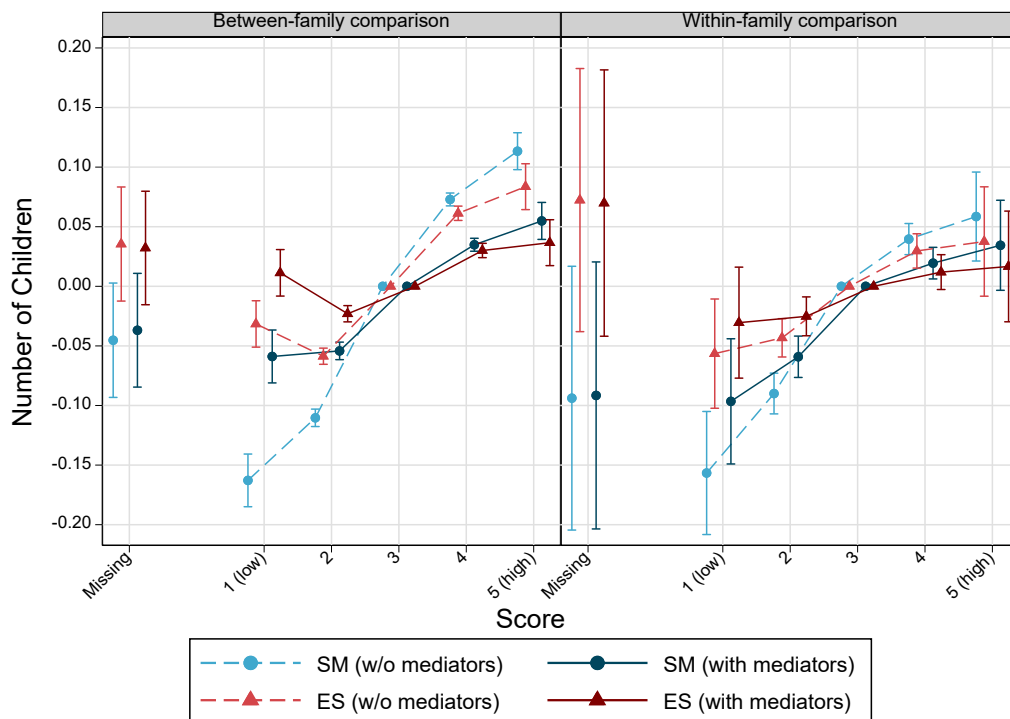 Between-family comparison
Within-family comparison
0.20
0.15
0.10
0.05
0.00
-0.05
-0.10
-0.15
-0.20
Number of Children
Missing
1 (low)
2
3
4
5 (high)
Missing
1 (low)
2
3
4
5 (high)
Score
SM (w/o mediators)
SM (with mediators)
ES (w/o mediators)
ES (with mediators)